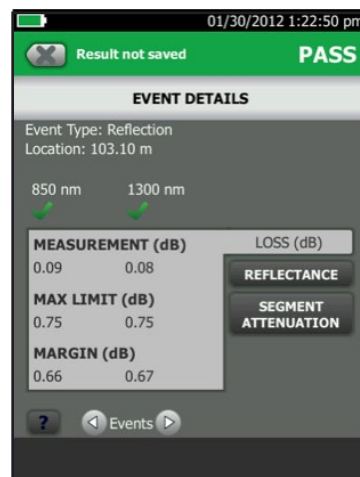 01/30/2012 1:22:50 pm
Result not saved PASS
EVENT DETAILS
Event Type: Reflection
Location: 103.10 m
850 nm 1300 nm
MEASUREMENT (dB) LOSS (dB)
0.09 0.08
REFLECTANCE
MAX LIMIT (dB)
0.75 0.75
SEGMENT
ATTENUATION
MARGIN (dB)
0.66 0.67
? Events